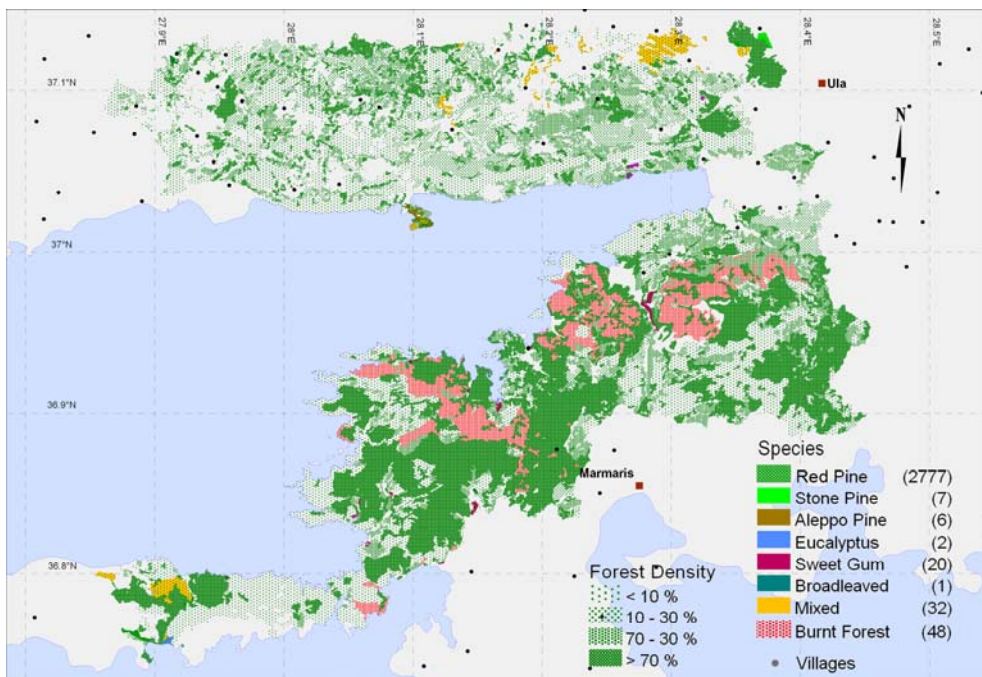 27.9°E
28°E
28.1°E
28.2°E
28.3°E
28.4°E
28.5°E
37.1°N
Ula
N
37°N
36.9°N
Marmaris
36.8°N
Species
Red Pine (2777)
Stone Pine (7)
Aleppo Pine (6)
Eucalyptus (2)
Sweet Gum (20)
Broadleaved (1)
Mixed (32)
Burnt Forest (48)
Villages
Forest Density
< 10 %
10 - 30 %
70 - 30 %
> 70 %